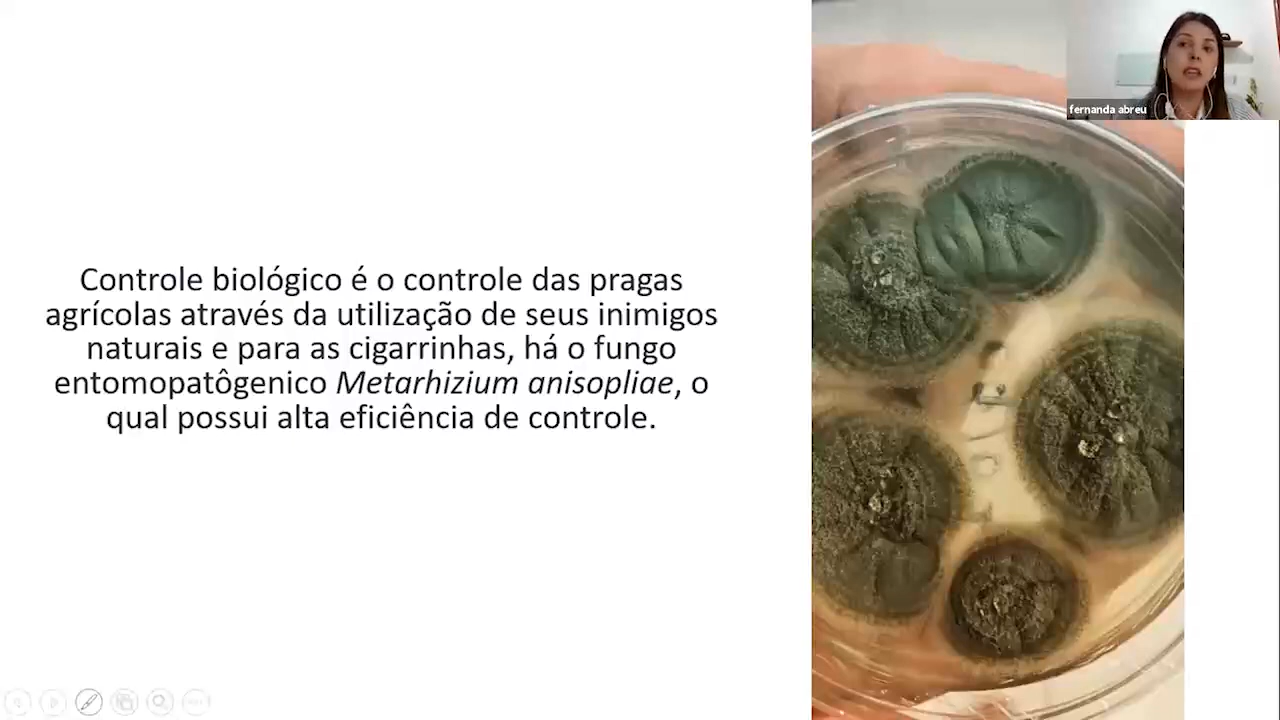 fernanda abreu
Controle biológico é o controle das pragas
agrícolas através da utilização de seus inimigos
naturais e para as cigarrinhas, há o fungo
entomopatôgenico Metarhizium anisopliae, o
qual possui alta eficiência de controle.